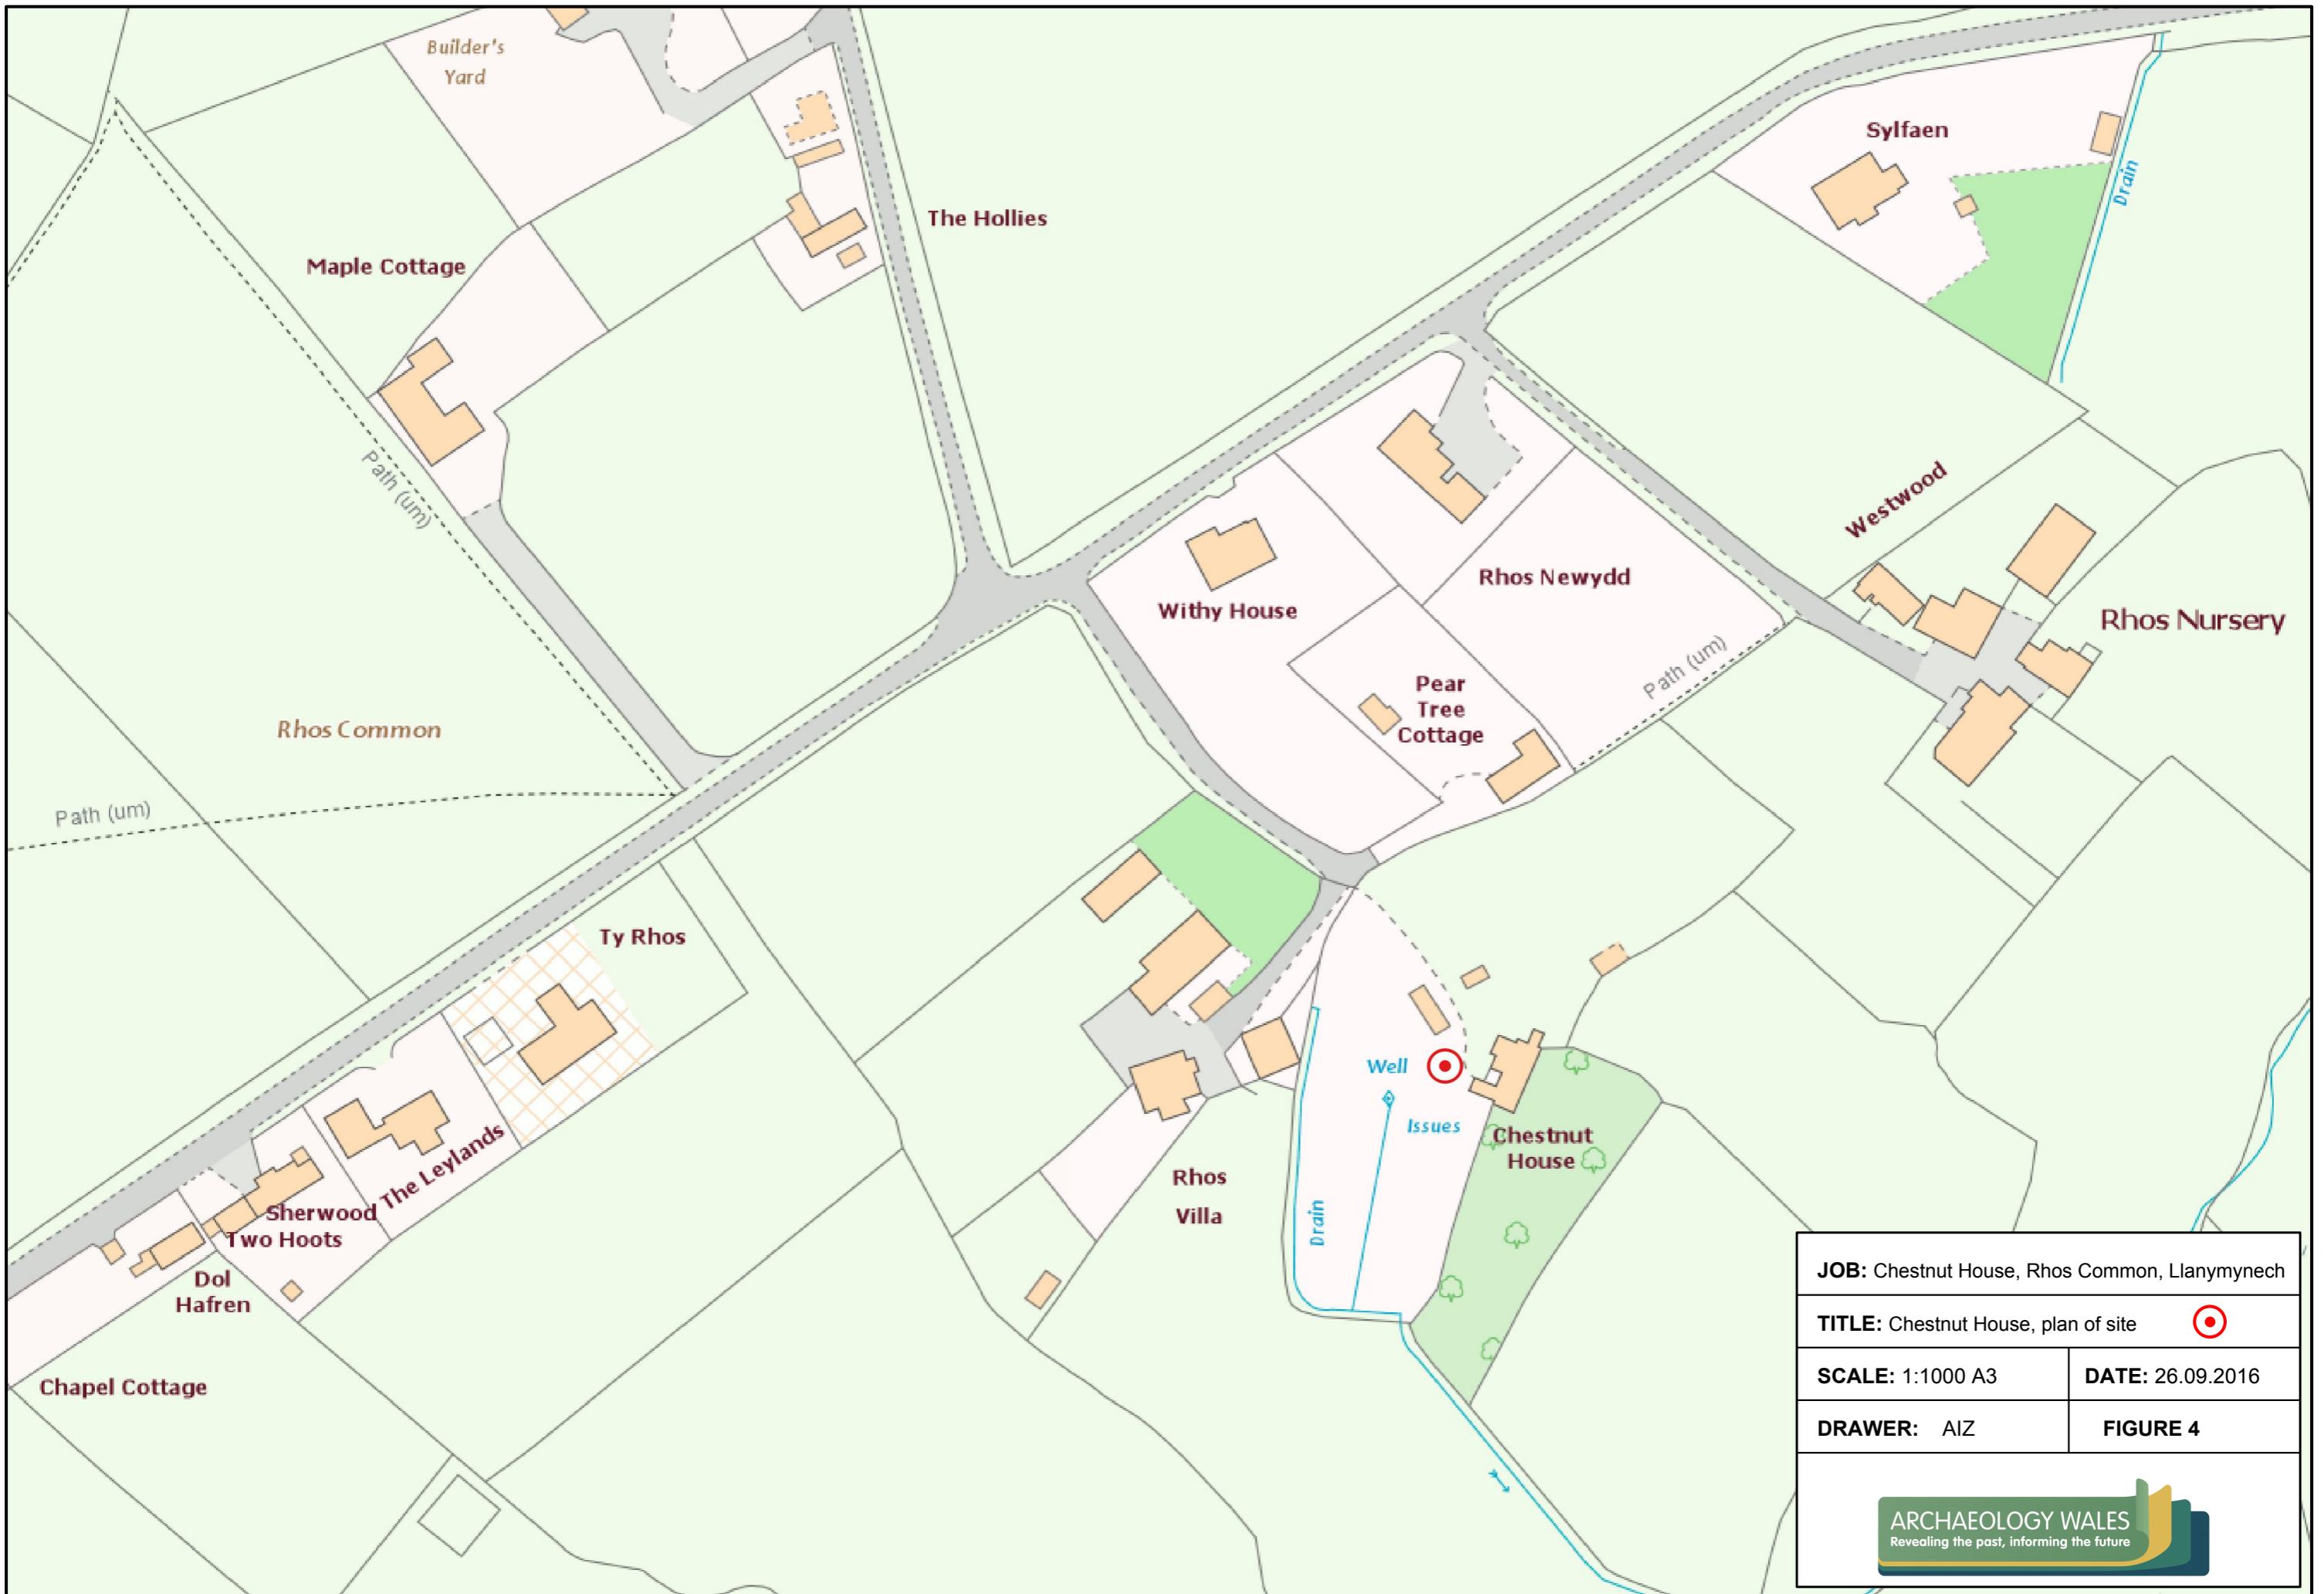 Builder's
Yard
Sylfaen
Drain
The Hollies
Maple Cottage
Path (um)
Westwood
Rhos Newydd
Withy House
Rhos Nursery
Path (um)
Pear
Tree
Cottage
Rhos Common
Path (um)
Ty Rhos
Well
Issues
Chestnut
House
The Leylands
Rhos
Villa
Drain
Sherwood
Two Hoots
Dol
Hafren
Chapel Cottage
JOB: Chestnut House, Rhos Common, Llanymynech
TITLE: Chestnut House, plan of site
SCALE: 1:1000 A3
DATE: 26.09.2016
DRAWER: AIZ
FIGURE 4
ARCHAEOLOGY WALES
Revealing the past, informing the future